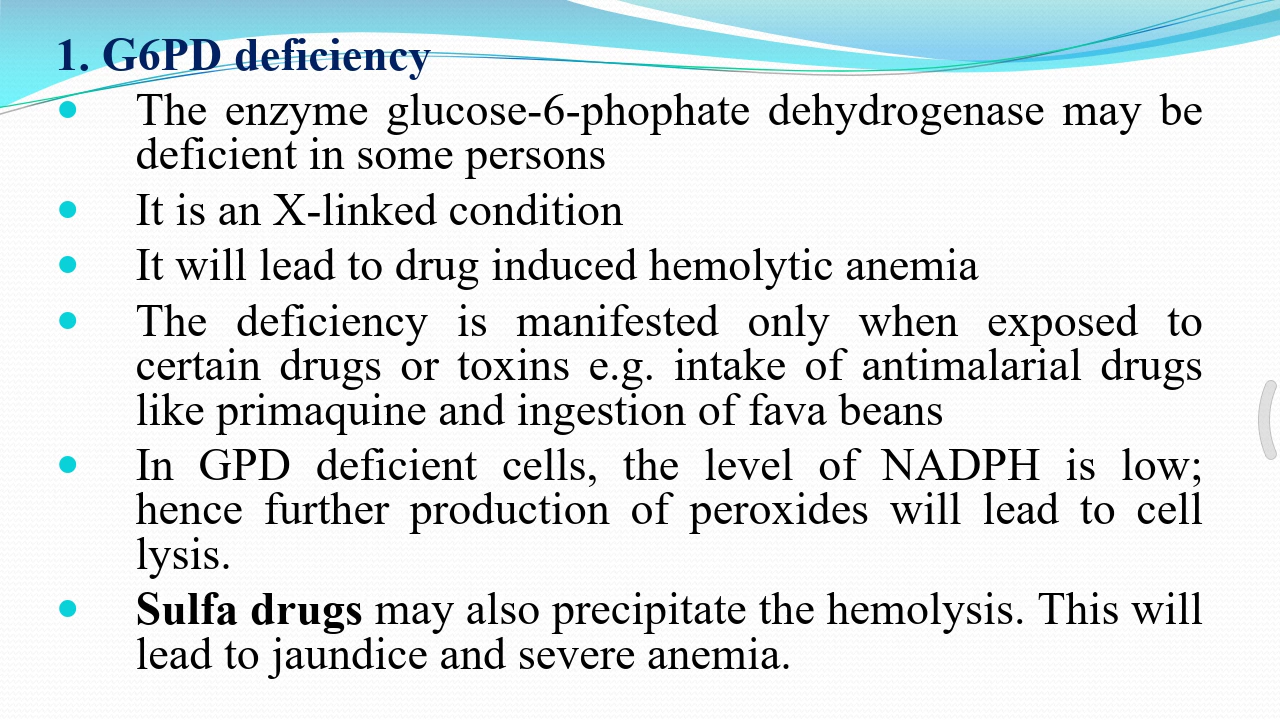 1. G6PD deficiency
The enzyme glucose-6-phophate dehydrogenase may be
deficient in some persons
It is an X-linked condition
It will lead to drug induced hemolytic anemia
The deficiency is manifested only when exposed to
certain drugs or toxins e.g. intake of antimalarial drugs
like primaquine and ingestion of fava beans
In GPD deficient cells, the level of NADPH is low;
hence further production of peroxides will lead to cell
lysis.
Sulfa drugs may also precipitate the hemolysis. This will
lead to jaundice and severe anemia.